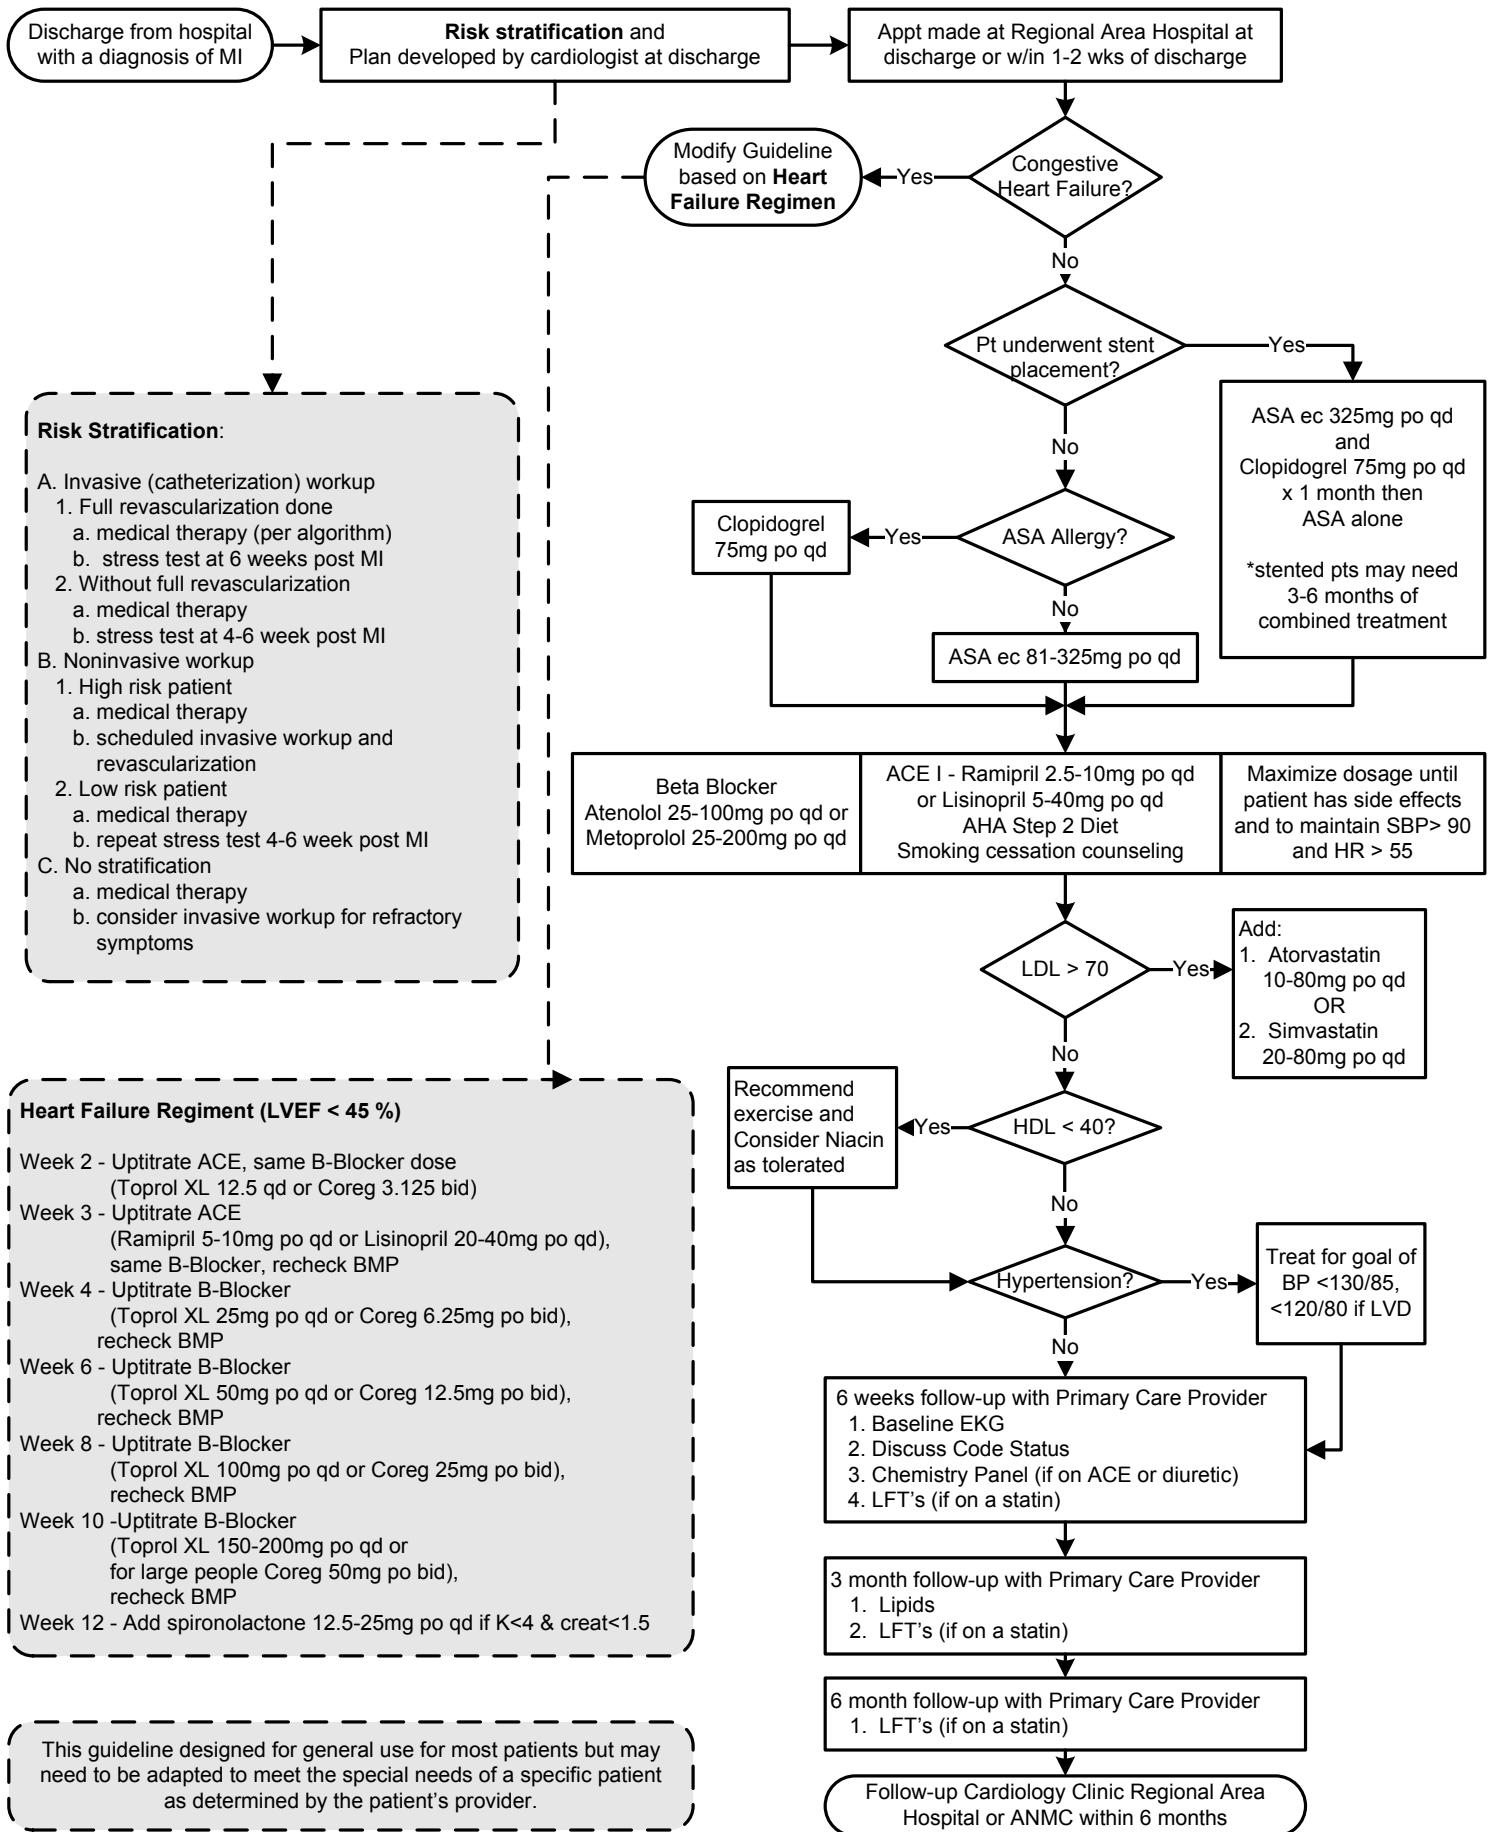 Discharge from hospital
with a diagnosis of MI
Risk stratification and
Plan developed by cardiologist at discharge
Appt made at Regional Area Hospital at
discharge or w/in 1-2 wks of discharge
Modify Guideline
based on Heart
Failure Regimen
Yes
Congestive
Heart Failure?
No
Pt underwent stent
placement?
Yes
ASA ec 325mg po qd
and
Clopidogrel 75mg po qd
x 1 month then
ASA alone
*stented pts may need
3-6 months of
combined treatment
No
Clopidogrel
75mg po qd
Yes
ASA Allergy?
No
ASA ec 81-325mg po qd
Risk Stratification:
A. Invasive (catheterization) workup
1. Full revascularization done
a. medical therapy (per algorithm)
b. stress test at 6 weeks post MI
2. Without full revascularization
a. medical therapy
b. stress test at 4-6 week post MI
B. Noninvasive workup
1. High risk patient
a. medical therapy
b. scheduled invasive workup and
revascularization
2. Low risk patient
a. medical therapy
b. repeat stress test 4-6 week post MI
C. No stratification
a. medical therapy
b. consider invasive workup for refractory
symptoms
Beta Blocker
Atenolol 25-100mg po qd or
Metoprolol 25-200mg po qd
ACE I - Ramipril 2.5-10mg po qd
or Lisinopril 5-40mg po qd
AHA Step 2 Diet
Smoking cessation counseling
Maximize dosage until
patient has side effects
and to maintain SBP> 90
and HR > 55
LDL > 70
Yes
Add:
1. Atorvastatin
10-80mg po qd
OR
2. Simvastatin
20-80mg po qd
No
Recommend
exercise and
Consider Niacin
as tolerated
Yes
HDL < 40?
No
Hypertension?
Yes
Treat for goal of
BP <130/85,
<120/80 if LVD
No
6 weeks follow-up with Primary Care Provider
1. Baseline EKG
2. Discuss Code Status
3. Chemistry Panel (if on ACE or diuretic)
4. LFT's (if on a statin)
3 month follow-up with Primary Care Provider
1. Lipids
2. LFT's (if on a statin)
6 month follow-up with Primary Care Provider
1. LFT's (if on a statin)
Follow-up Cardiology Clinic Regional Area
Hospital or ANMC within 6 months
Heart Failure Regiment (LVEF < 45 %)
Week 2 - Uptitrate ACE, same B-Blocker dose
(Toprol XL 12.5 qd or Coreg 3.125 bid)
Week 3 - Uptitrate ACE
(Ramipril 5-10mg po qd or Lisinopril 20-40mg po qd),
same B-Blocker, recheck BMP
Week 4 - Uptitrate B-Blocker
(Toprol XL 25mg po qd or Coreg 6.25mg po bid),
recheck BMP
Week 6 - Uptitrate B-Blocker
(Toprol XL 50mg po qd or Coreg 12.5mg po bid),
recheck BMP
Week 8 - Uptitrate B-Blocker
(Toprol XL 100mg po qd or Coreg 25mg po bid),
recheck BMP
Week 10 -Uptitrate B-Blocker
(Toprol XL 150-200mg po qd or
for large people Coreg 50mg po bid),
recheck BMP
Week 12 - Add spironolactone 12.5-25mg po qd if K<4 & creat<1.5
This guideline designed for general use for most patients but may
need to be adapted to meet the special needs of a specific patient
as determined by the patient's provider.